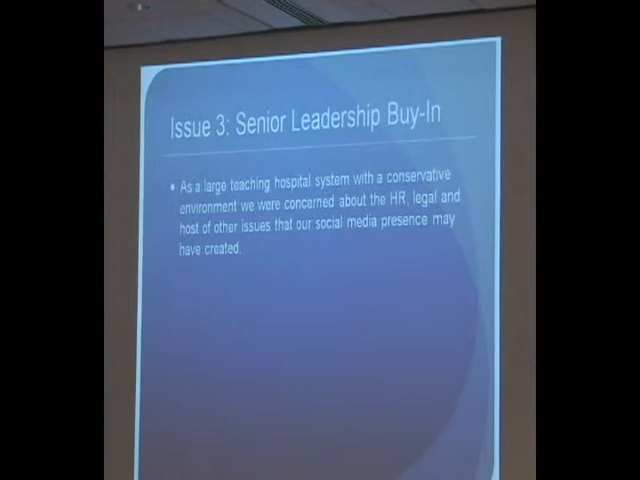 Issue 3: Senior Leadership Buy-In
• As a large teaching hospital system with a conservative
environment we were concerned about the HR, legal and
host of other issues that our social media presence may
have created.